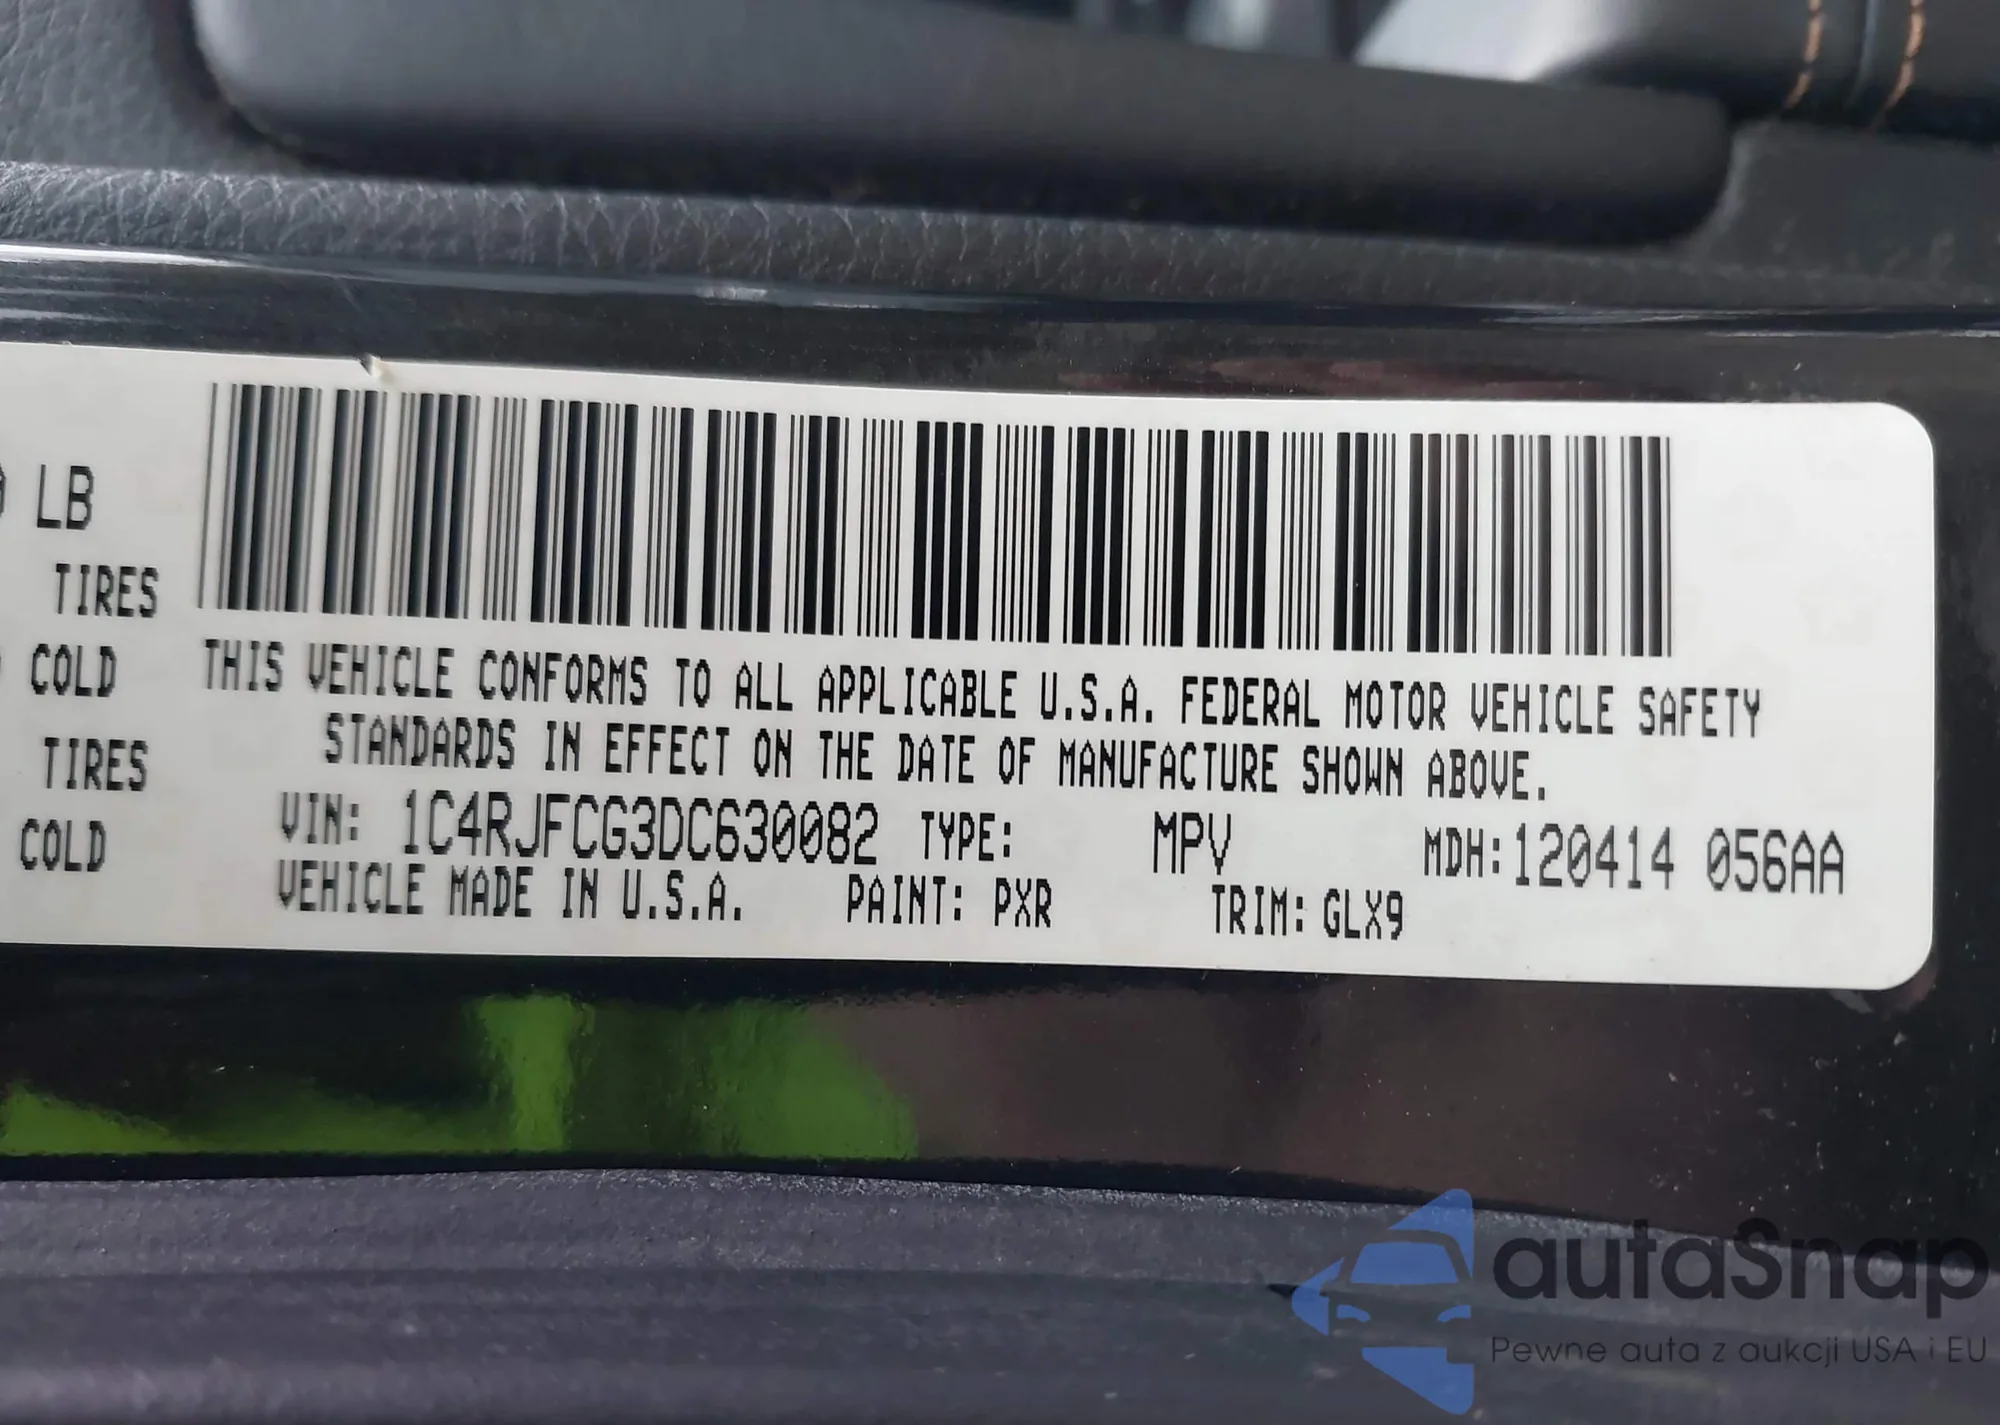 LB
TIRES
COLD
TIRES
COLD
THIS VEHICLE CONFORMS TO ALL APPLICABLE U.S.A. FEDERAL MOTOR VEHICLE SAFETY
STANDARDS IN EFFECT ON THE DATE OF MANUFACTURE SHOWN ABOVE.
VIN: 1C4RJFCG3DC630082 TYPE: MPV MDH:120414 056AA
VEHICLE MADE IN U.S.A. PAINT: PXR TRIM: GLX9
autaSnap
Pewne auta z aukcji USA i EU